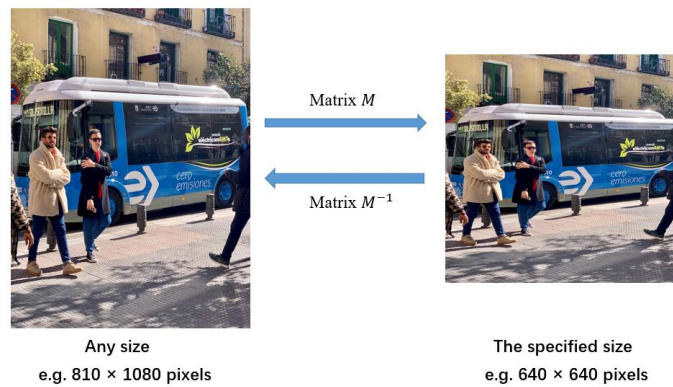 Matrix M
Matrix M⁻¹
cero
emisiones
cero
emisiones
Any size
e.g. 810 × 1080 pixels
The specified size
e.g. 640 × 640 pixels